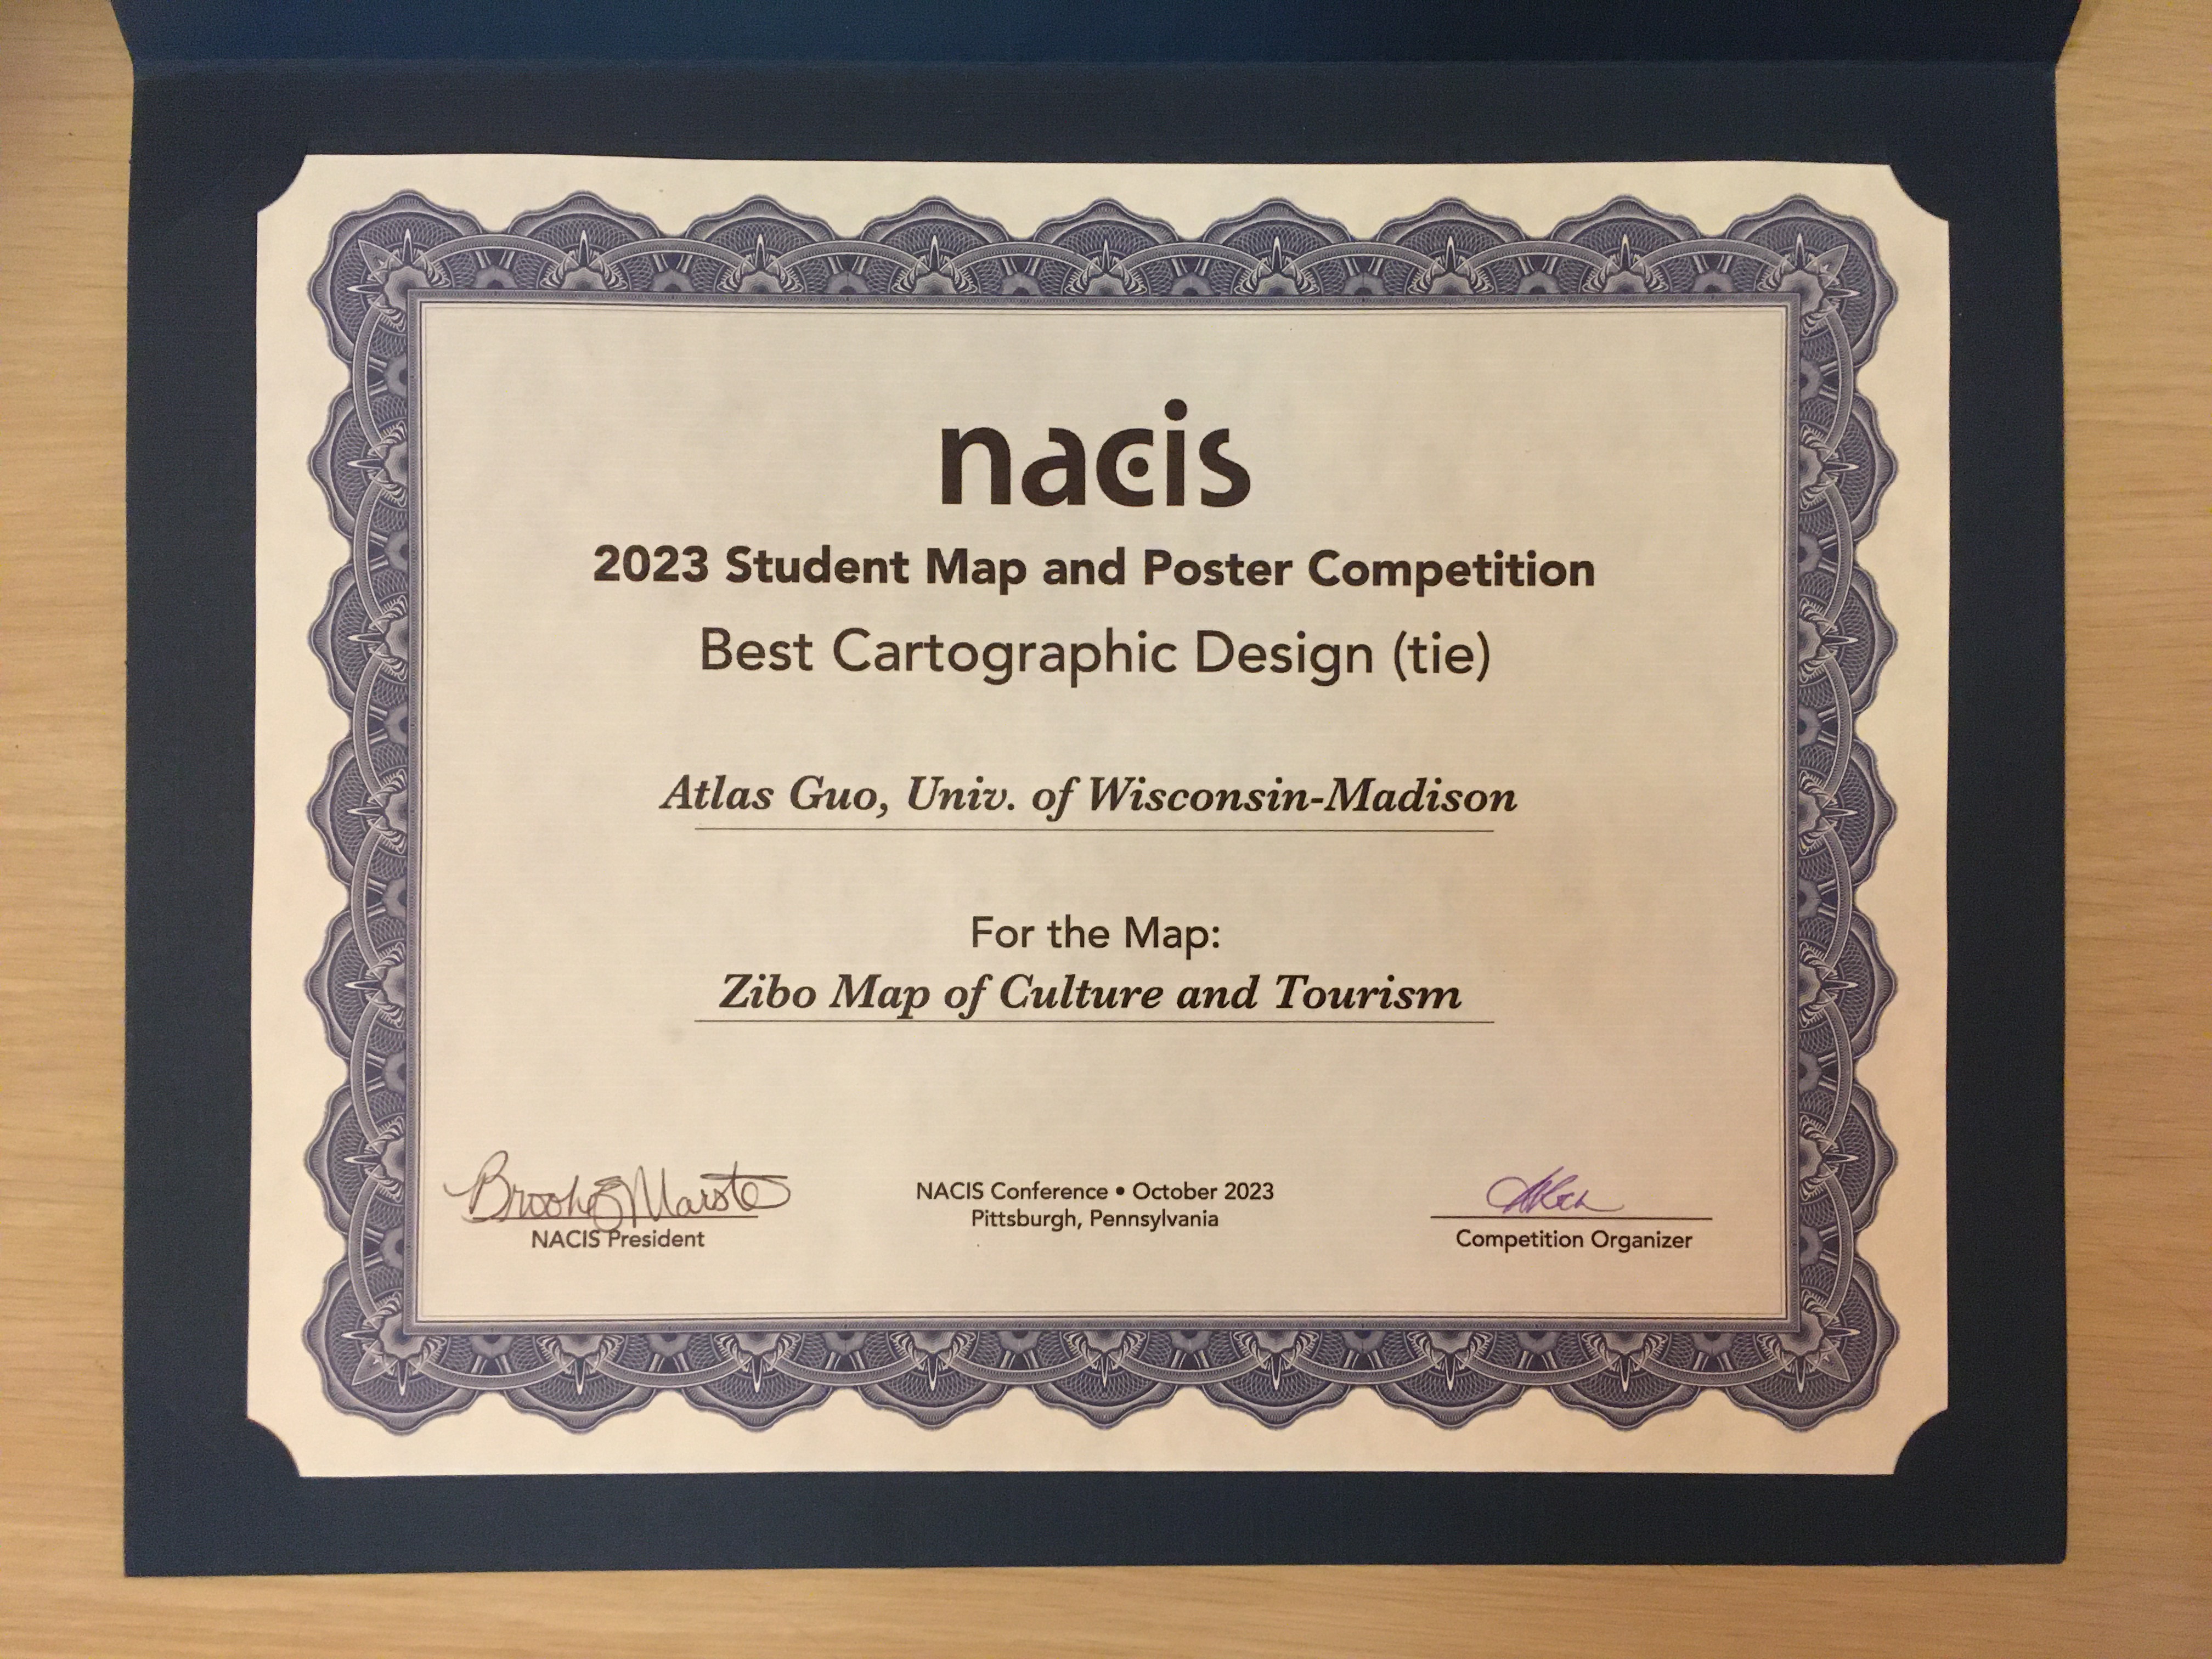 nacis
2023 Student Map and Poster Competition
Best Cartographic Design (tie)
Atlas Guo, Univ. of Wisconsin-Madison
For the Map:
Zibo Map of Culture and Tourism
Brooke E Marston
NACIS President
NACIS Conference • October 2023
Pittsburgh, Pennsylvania
Competition Organizer